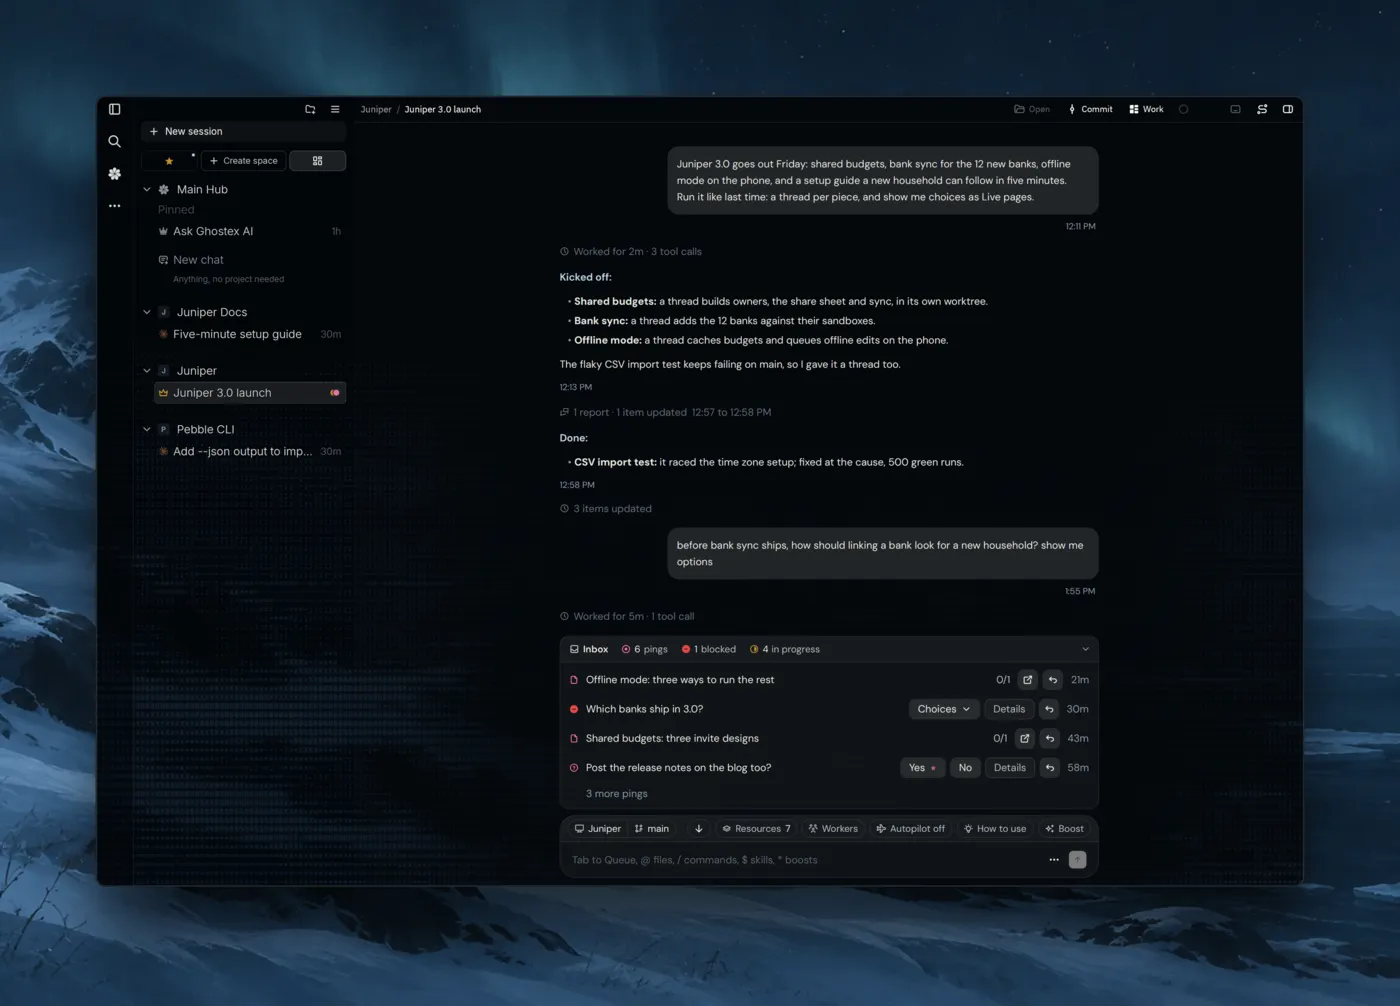 Juniper / Juniper 3.0 launch
Open
Commit
Work
New session
Create space
Main Hub
Pinned
Ask Ghostex AI 1h
New chat
Anything, no project needed
J Juniper Docs
Five-minute setup guide 30m
J Juniper
Juniper 3.0 launch
P Pebble CLI
Add --json output to imp... 30m
Juniper 3.0 goes out Friday: shared budgets, bank sync for the 12 new banks, offline
mode on the phone, and a setup guide a new household can follow in five minutes.
Run it like last time: a thread per piece, and show me choices as Live pages.
12:11 PM
Worked for 2m · 3 tool calls
Kicked off:
• Shared budgets: a thread builds owners, the share sheet and sync, in its own worktree.
• Bank sync: a thread adds the 12 banks against their sandboxes.
• Offline mode: a thread caches budgets and queues offline edits on the phone.
The flaky CSV import test keeps failing on main, so I gave it a thread too.
12:13 PM
1 report · 1 item updated 12:57 to 12:58 PM
Done:
• CSV import test: it raced the time zone setup; fixed at the cause, 500 green runs.
12:58 PM
3 items updated
before bank sync ships, how should linking a bank look for a new household? show me
options
1:55 PM
Worked for 5m · 1 tool call
Inbox 6 pings 1 blocked 4 in progress
Offline mode: three ways to run the rest 0/1 21m
Which banks ship in 3.0? Choices Details 30m
Shared budgets: three invite designs 0/1 43m
Post the release notes on the blog too? Yes No Details 58m
3 more pings
Juniper main Resources 7 Workers Autopilot off How to use Boost
Tab to Queue, @ files, / commands, $ skills, * boosts